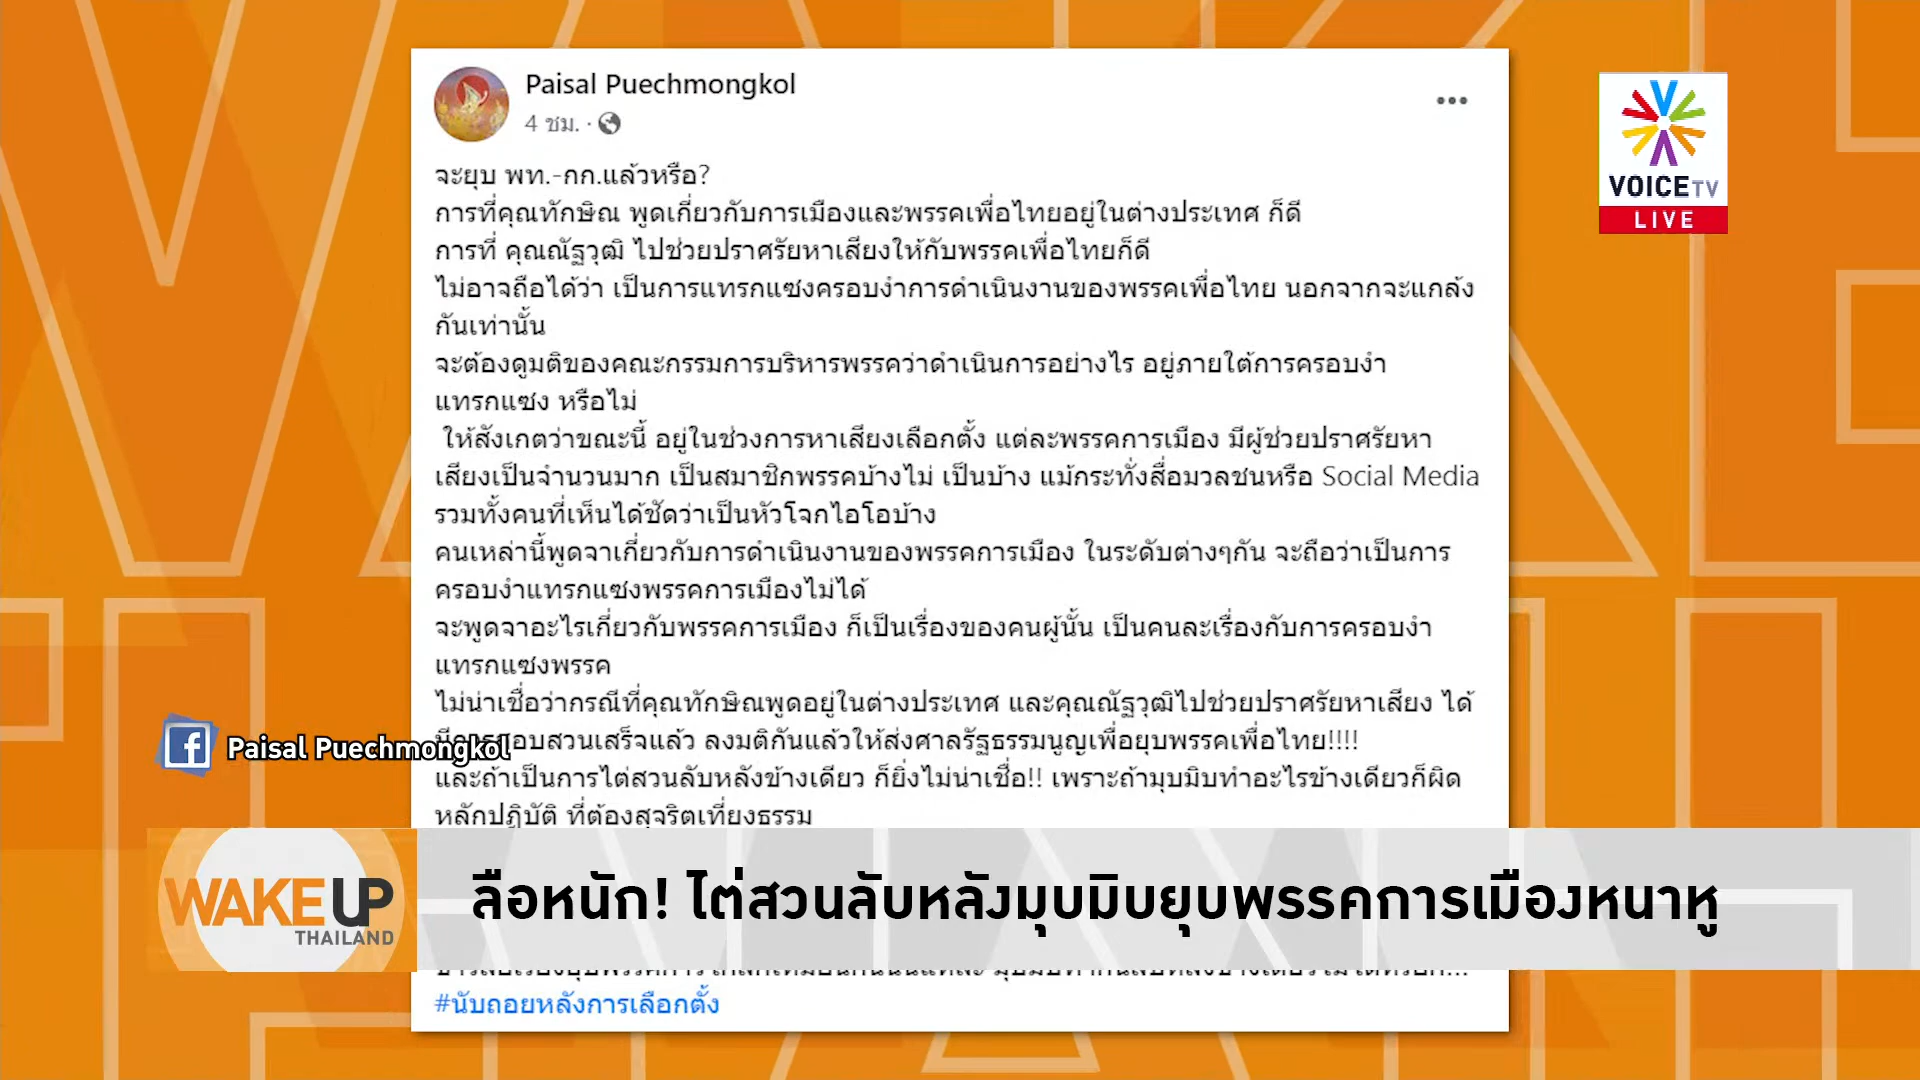 Paisal Puechmongkol
4 ชม. ·
จะยุบ พท.-กก.แล้วหรือ?
การที่คุณทักษิณ พูดเกี่ยวกับการเมืองและพรรคเพื่อไทยอยู่ในต่างประเทศ ก็ดี
การที่ คุณณัฐวุฒิ ไปช่วยปราศรัยหาเสียงให้กับพรรคเพื่อไทยก็ดี
ไม่อาจถือได้ว่า เป็นการแทรกแซงครอบงำการดำเนินงานของพรรคเพื่อไทย นอกจากจะแกล้ง
กันเท่านั้น
จะต้องดูมติของคณะกรรมการบริหารพรรคว่าดำเนินการอย่างไร อยู่ภายใต้การครอบงำ
แทรกแซง หรือไม่
ให้สังเกตว่าขณะนี้ อยู่ในช่วงการหาเสียงเลือกตั้ง แต่ละพรรคการเมือง มีผู้ช่วยปราศรัยหา
เสียงเป็นจำนวนมาก เป็นสมาชิกพรรคบ้างไม่ เป็นบ้าง แม้กระทั่งสื่อมวลชนหรือ Social Media
รวมทั้งคนที่เห็นได้ชัดว่าเป็นหัวโจกไอโอบ้าง
คนเหล่านี้พูดจาเกี่ยวกับการดำเนินงานของพรรคการเมือง ในระดับต่างๆกัน จะถือว่าเป็นการ
ครอบงำแทรกแซงพรรคการเมืองไม่ได้
จะพูดจาอะไรเกี่ยวกับพรรคการเมือง ก็เป็นเรื่องของคนผู้นั้น เป็นคนละเรื่องกับการครอบงำ
แทรกแซงพรรค
ไม่น่าเชื่อว่ากรณีที่คุณทักษิณพูดอยู่ในต่างประเทศ และคุณณัฐวุฒิไปช่วยปราศรัยหาเสียง ได้
สอบสวนเสร็จแล้ว ลงมติกันแล้วให้ส่งศาลรัฐธรรมนูญเพื่อยุบพรรคเพื่อไทย!!!!
และถ้าเป็นการไต่สวนลับหลังข้างเดียว ก็ยิ่งไม่น่าเชื่อ!! เพราะถ้ามุบมิบทำอะไรข้างเดียวก็ผิด
หลักปฏิบัติ ที่ต้องสุจริตเที่ยงธรรม
#นับถอยหลังการเลือกตั้ง
Paisal Puechmongkol
WAKE UP
THAILAND
ลือหนัก! ไต่สวนลับหลังมุบมิบยุบพรรคการเมืองหนาหู
VOICE TV
LIVE